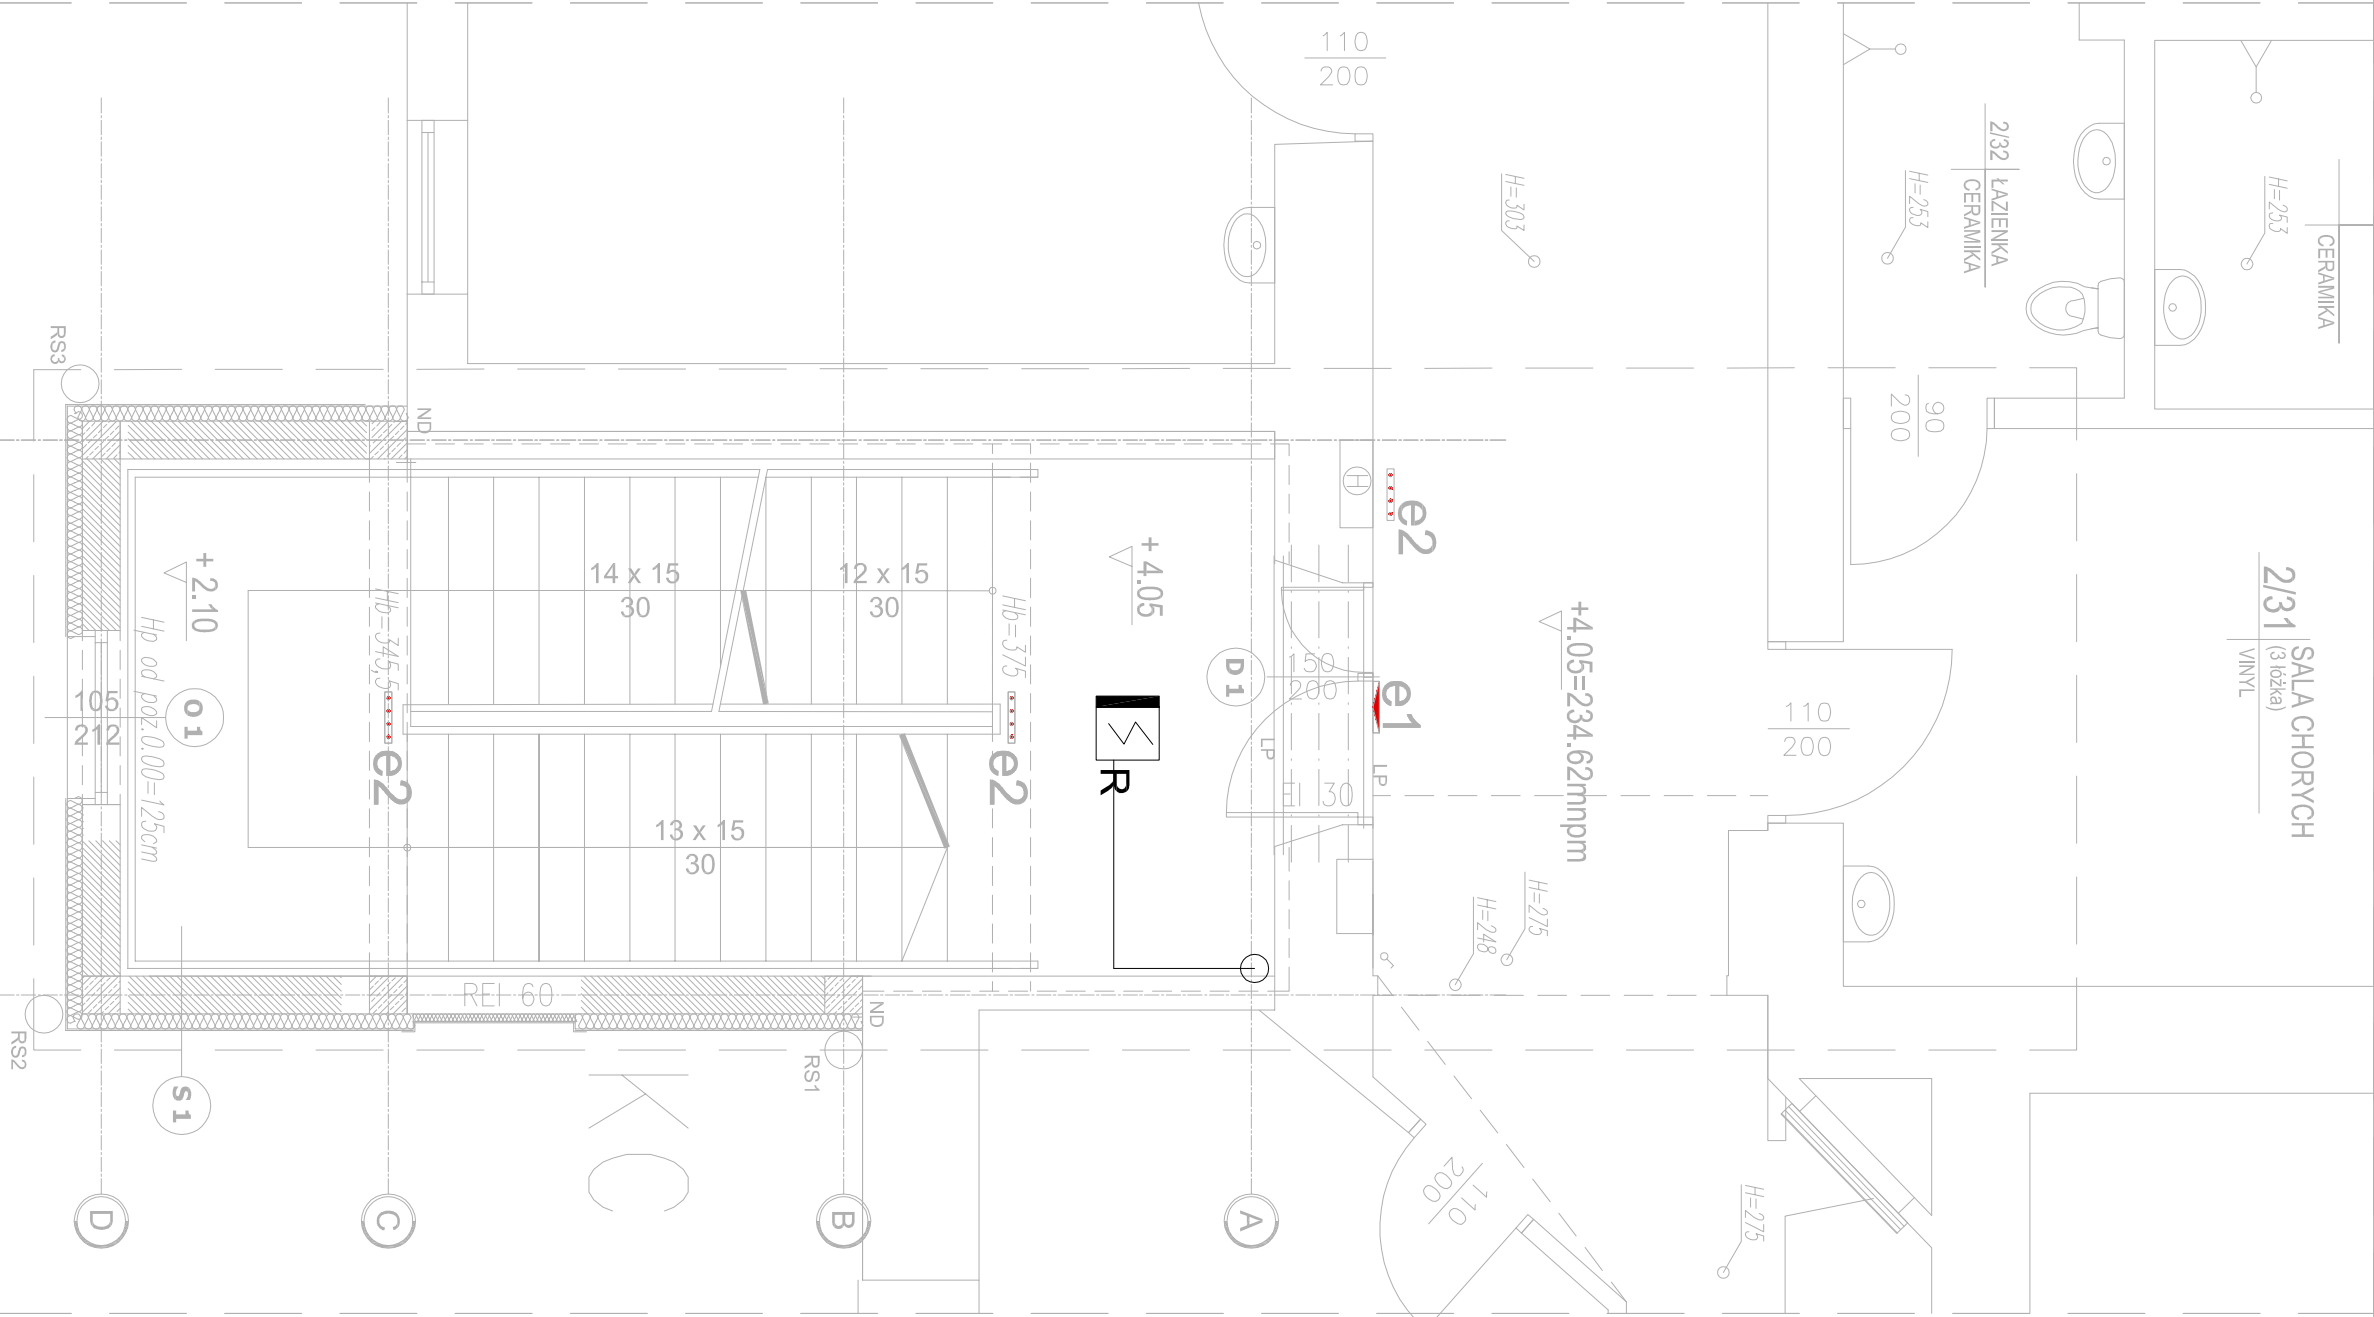 110
200
2/32 ŁAZIENKA
CERAMIKA
H=253
H=253
CERAMIKA
H=303
RS3
ND
90
200
H
e2
+4.05
+2.10
14 x 15
30
12 x 15
30
Hb=345,5
Hb=375
Hp od poz.0.00=125cm
105
212
O1
D1
150
200
e1
LP
LP
EI 30
+4.05=234.62mnpm
2/31 SALA CHORYCH
(3 łóżka)
VINYL
110
200
e2
e2
R
13 x 15
30
H=275
H=248
REI 60
ND
RS2
RS1
S1
KC
110
200
H=275
D
C
B
A